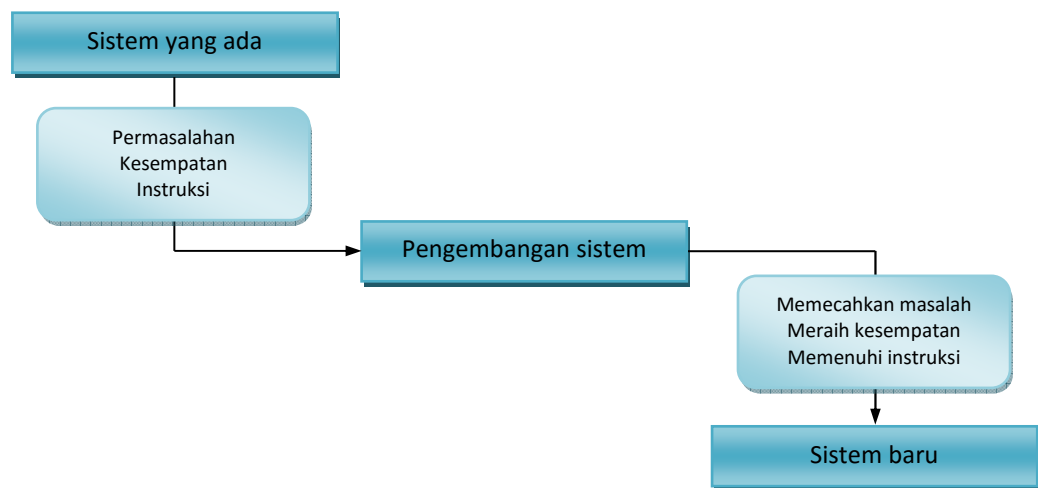 Sistem yang ada
Permasalahan
Kesempatan
Instruksi
Pengembangan sistem
Memecahkan masalah
Meraih kesempatan
Memenuhi instruksi
Sistem baru